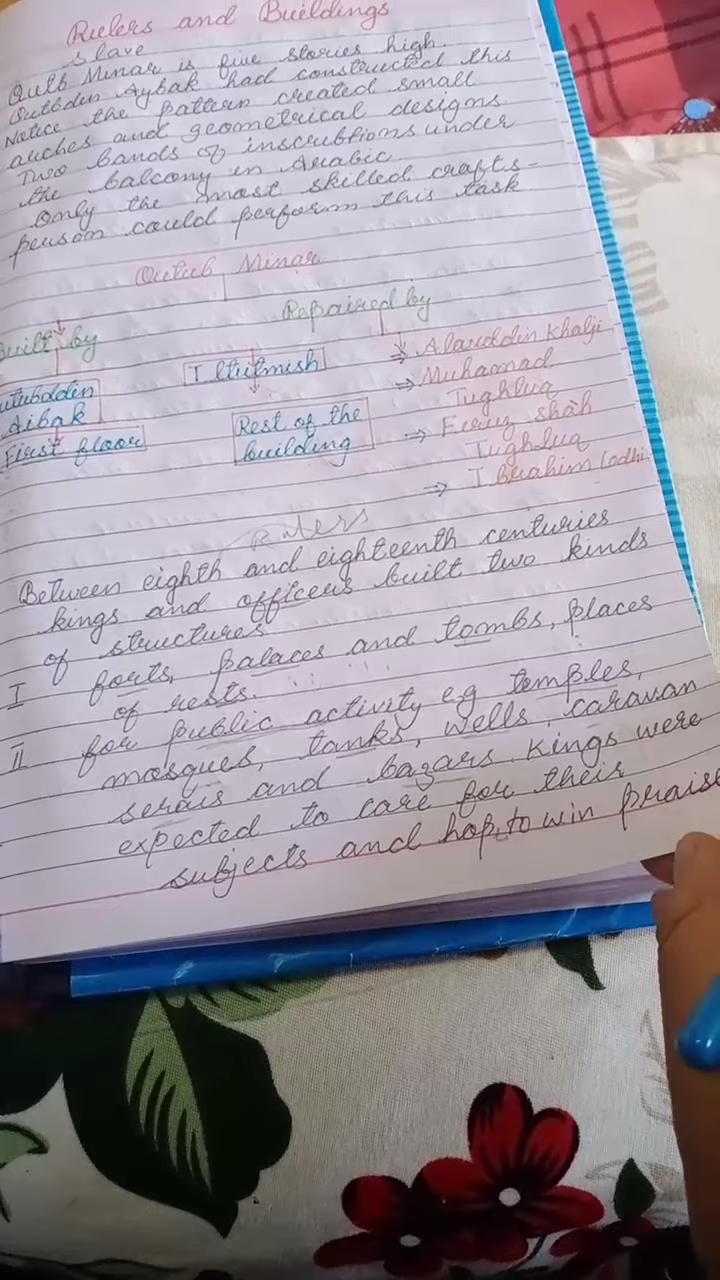 Rulers and Buildings
slave
Qutb Minar is five stories high.
Qutbdin Aybak had constructed this
Notice the pattern created small
arches and geometrical designs
Two bands of inscrubtions under
the balcony in Arabic.
Only the most skilled crafts-
person could perform this task
Qutub Minar
Built by
Repaired by
utubddin
Aibak
First floor
Iltutmish
Rest of the
building
⇒ Alauddin Khalji
⇒ Muhamad
Tughluq
⇒ Firuz shah
Tughluq
⇒ Ibrahim Lodhi
Rulers
Between eighth and eighteenth centuries
kings and officers built two kinds
of structures
I forts, palaces and tombs, places
of rests.
II for public activity e.g temples,
mosques, tanks, wells, caravan
serais and bazars. Kings were
expected to care for their
subjects and hop, to win praise